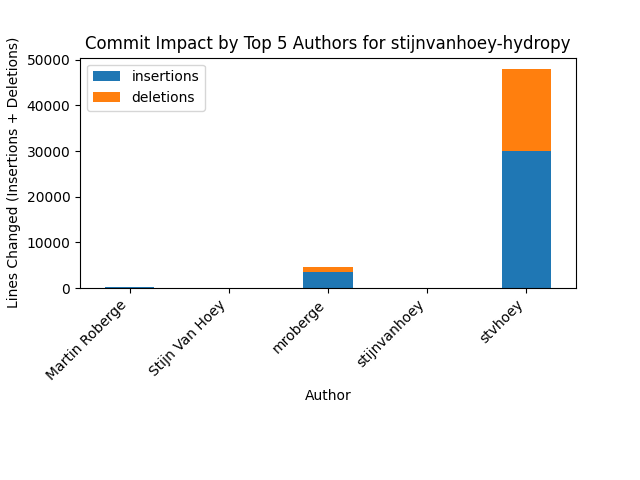 Commit Impact by Top 5 Authors for stijnvanhoey-hydropy
insertions
deletions
Lines Changed (Insertions + Deletions)
50000
40000
30000
20000
10000
0
Martin Roberge
Stijn Van Hoey
mroberge
stijnvanhoey
stvhoey
Author